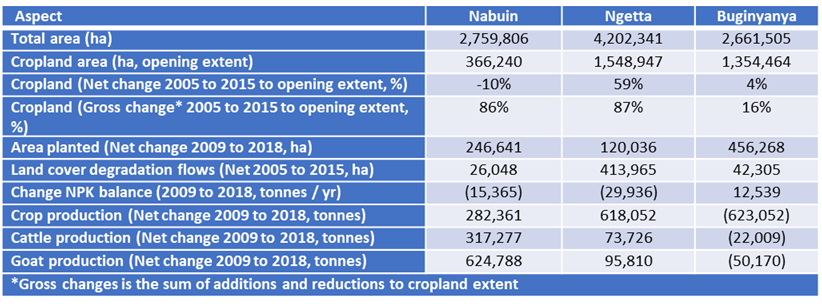 Aspect Nabuin Ngetta Buginyanya
Total area (ha) 2,759,806 4,202,341 2,661,505
Cropland area (ha, opening extent) 366,240 1,548,947 1,354,464
Cropland (Net change 2005 to 2015 to opening extent, %) -10% 59% 4%
Cropland (Gross change* 2005 to 2015 to opening extent, %) 86% 87% 16%
Area planted (Net change 2009 to 2018, ha) 246,641 120,036 456,268
Land cover degradation flows (Net 2005 to 2015, ha) 26,048 413,965 42,305
Change NPK balance (2009 to 2018, tonnes / yr) (15,365) (29,936) 12,539
Crop production (Net change 2009 to 2018, tonnes) 282,361 618,052 (623,052)
Cattle production (Net change 2009 to 2018, tonnes) 317,277 73,726 (22,009)
Goat production (Net change 2009 to 2018, tonnes) 624,788 95,810 (50,170)
*Gross changes is the sum of additions and reductions to cropland extent